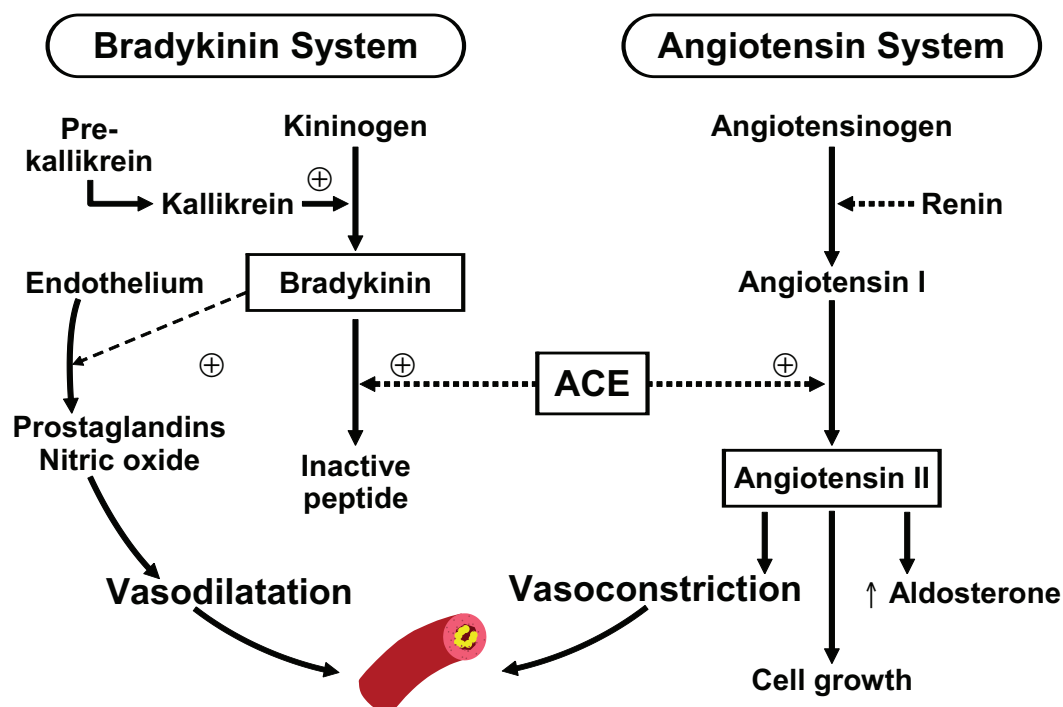 Bradykinin System
Angiotensin System
Pre-
kallikrein
Kininogen
Angiotensinogen
⊕
Kallikrein
Renin
Endothelium
Bradykinin
Angiotensin I
⊕
⊕
ACE
⊕
Prostaglandins
Nitric oxide
Inactive
peptide
Angiotensin II
Vasodilatation
Vasoconstriction
↑ Aldosterone
Cell growth